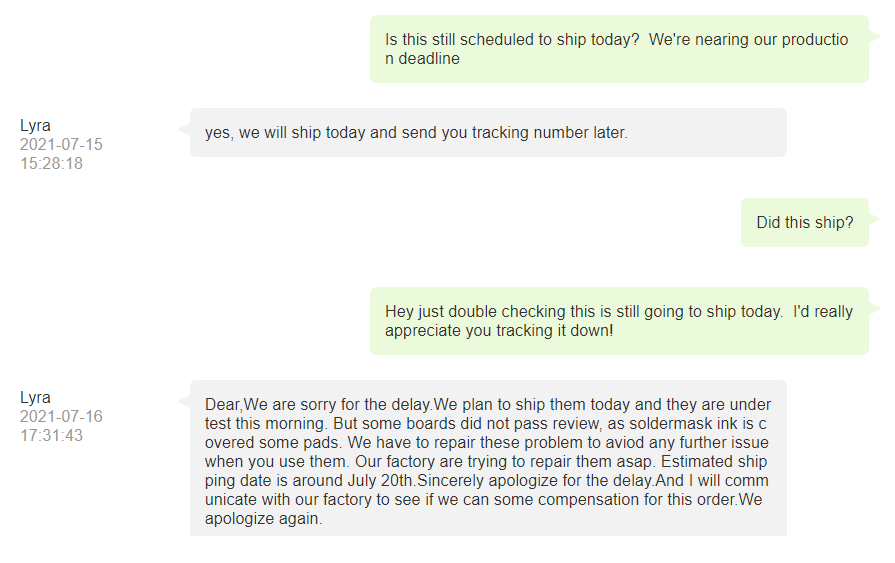 Is this still scheduled to ship today?  We're nearing our productio
n deadline
Lyra
2021-07-15
15:28:18
yes, we will ship today and send you tracking number later.
Did this ship?
Hey just double checking this is still going to ship today.  I'd really
appreciate you tracking it down!
Lyra
2021-07-16
17:31:43
Dear,We are sorry for the delay.We plan to ship them today and they are under
test this morning. But some boards did not pass review, as soldermask ink is c
overed some pads. We have to repair these problem to aviod any further issue
when you use them. Our factory are trying to repair them asap. Estimated ship
ping date is around July 20th.Sincerely apologize for the delay.And I will comm
unicate with our factory to see if we can some compensation for this order.We
apologize again.